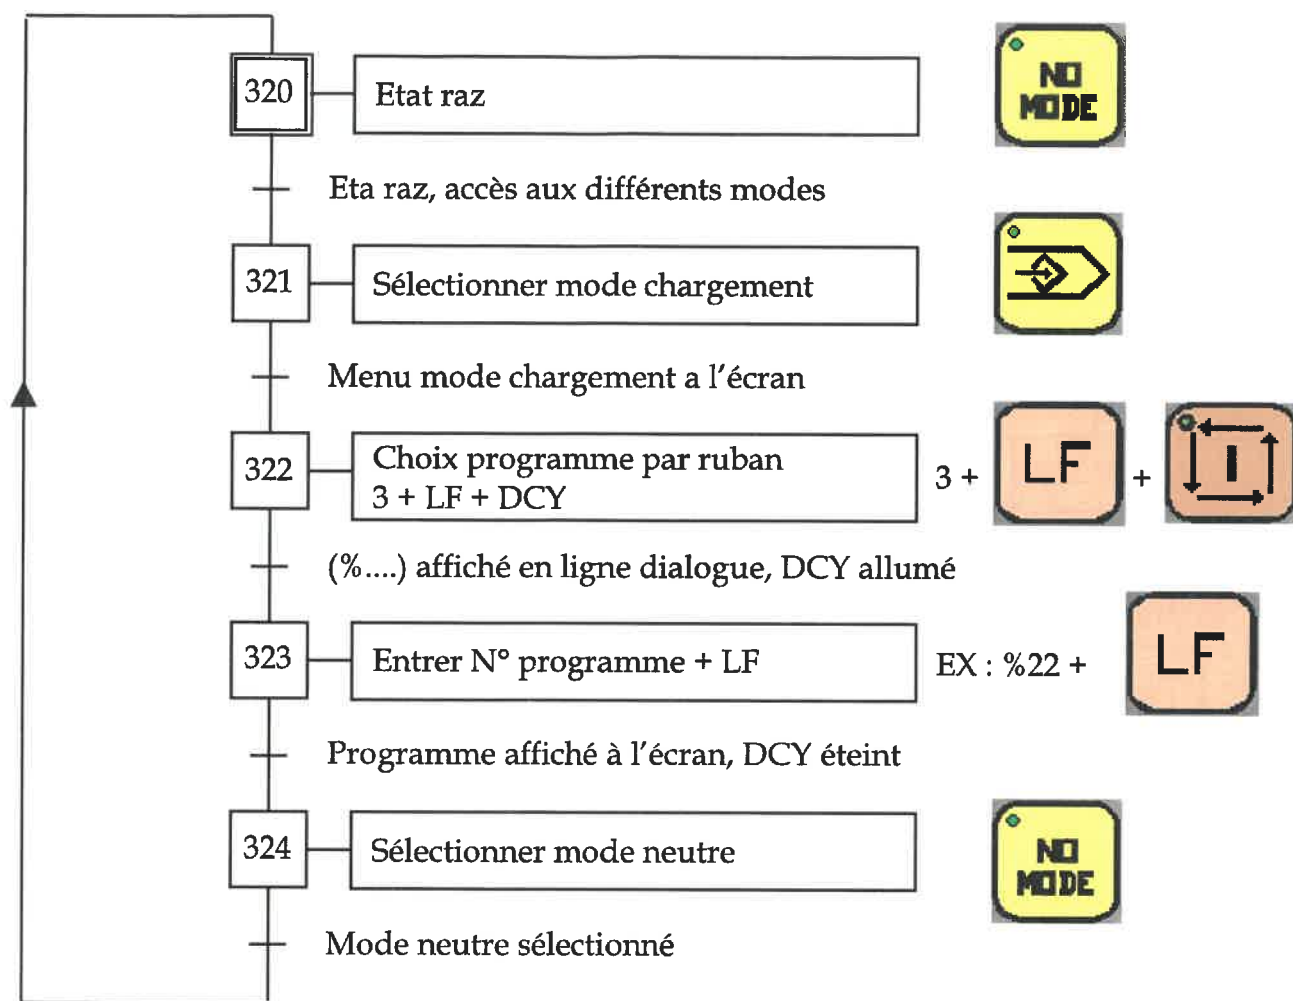 320
Etat raz
NO
MODE
Eta raz, accès aux différents modes
321
Sélectionner mode chargement
Menu mode chargement a l'écran
322
Choix programme par ruban
3 + LF + DCY
3 + LF + I
(%....) affiché en ligne dialogue, DCY allumé
323
Entrer N° programme + LF
EX : %22 + LF
Programme affiché à l'écran, DCY éteint
324
Sélectionner mode neutre
NO
MODE
Mode neutre sélectionné